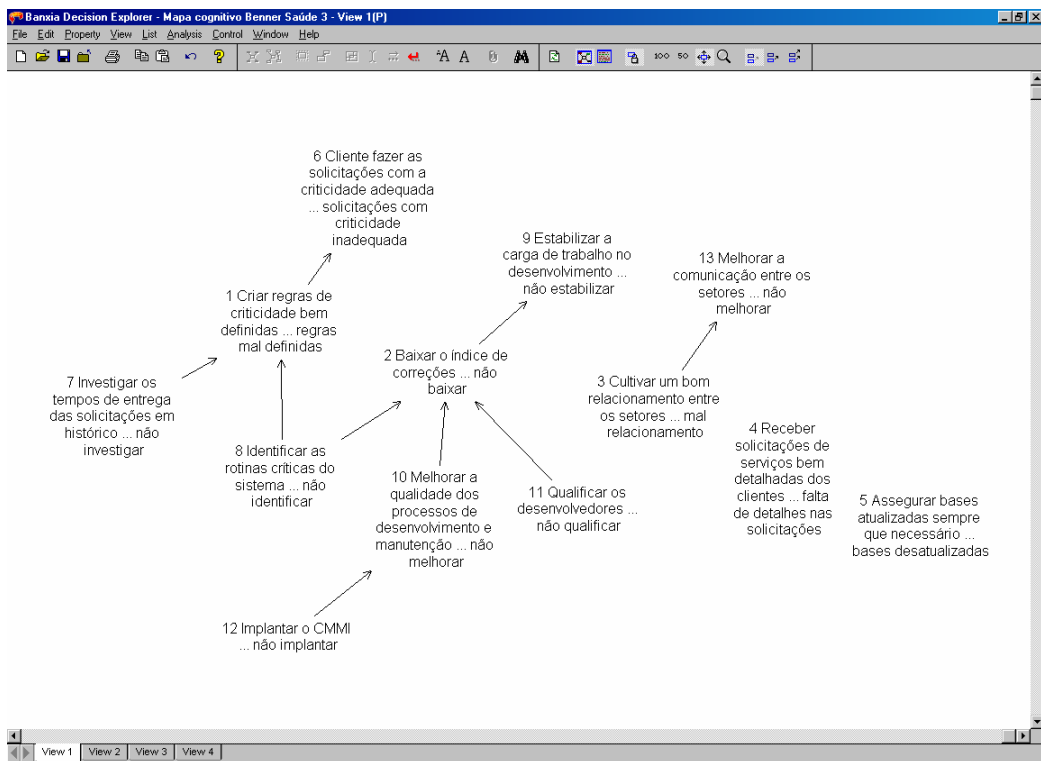 Banxia Decision Explorer - Mapa cognitivo Benner Saúde 3 - View 1(P)
File Edit Property View List Analysis Control Window Help
100 50
6 Cliente fazer as
solicitações com a
criticidade adequada
... solicitações com
criticidade
inadequada
9 Estabilizar a
carga de trabalho no
desenvolvimento ...
não estabilizar
13 Melhorar a
comunicação entre os
setores ... não
melhorar
1 Criar regras de
criticidade bem
definidas ... regras
mal definidas
2 Baixar o índice de
correções ... não
baixar
7 Investigar os
tempos de entrega
das solicitações em
histórico ... não
investigar
3 Cultivar um bom
relacionamento entre
os setores ... mal
relacionamento
8 Identificar as
rotinas críticas do
sistema ... não
identificar
10 Melhorar a
qualidade dos
processos de
desenvolvimento e
manutenção ... não
melhorar
11 Qualificar os
desenvolvedores ...
não qualificar
4 Receber
solicitações de
serviços bem
detalhadas dos
clientes ... falta
de detalhes nas
solicitações
5 Assegurar bases
atualizadas sempre
que necessário ...
bases desatualizadas
12 Implantar o CMMI
... não implantar
View 1 View 2 View 3 View 4